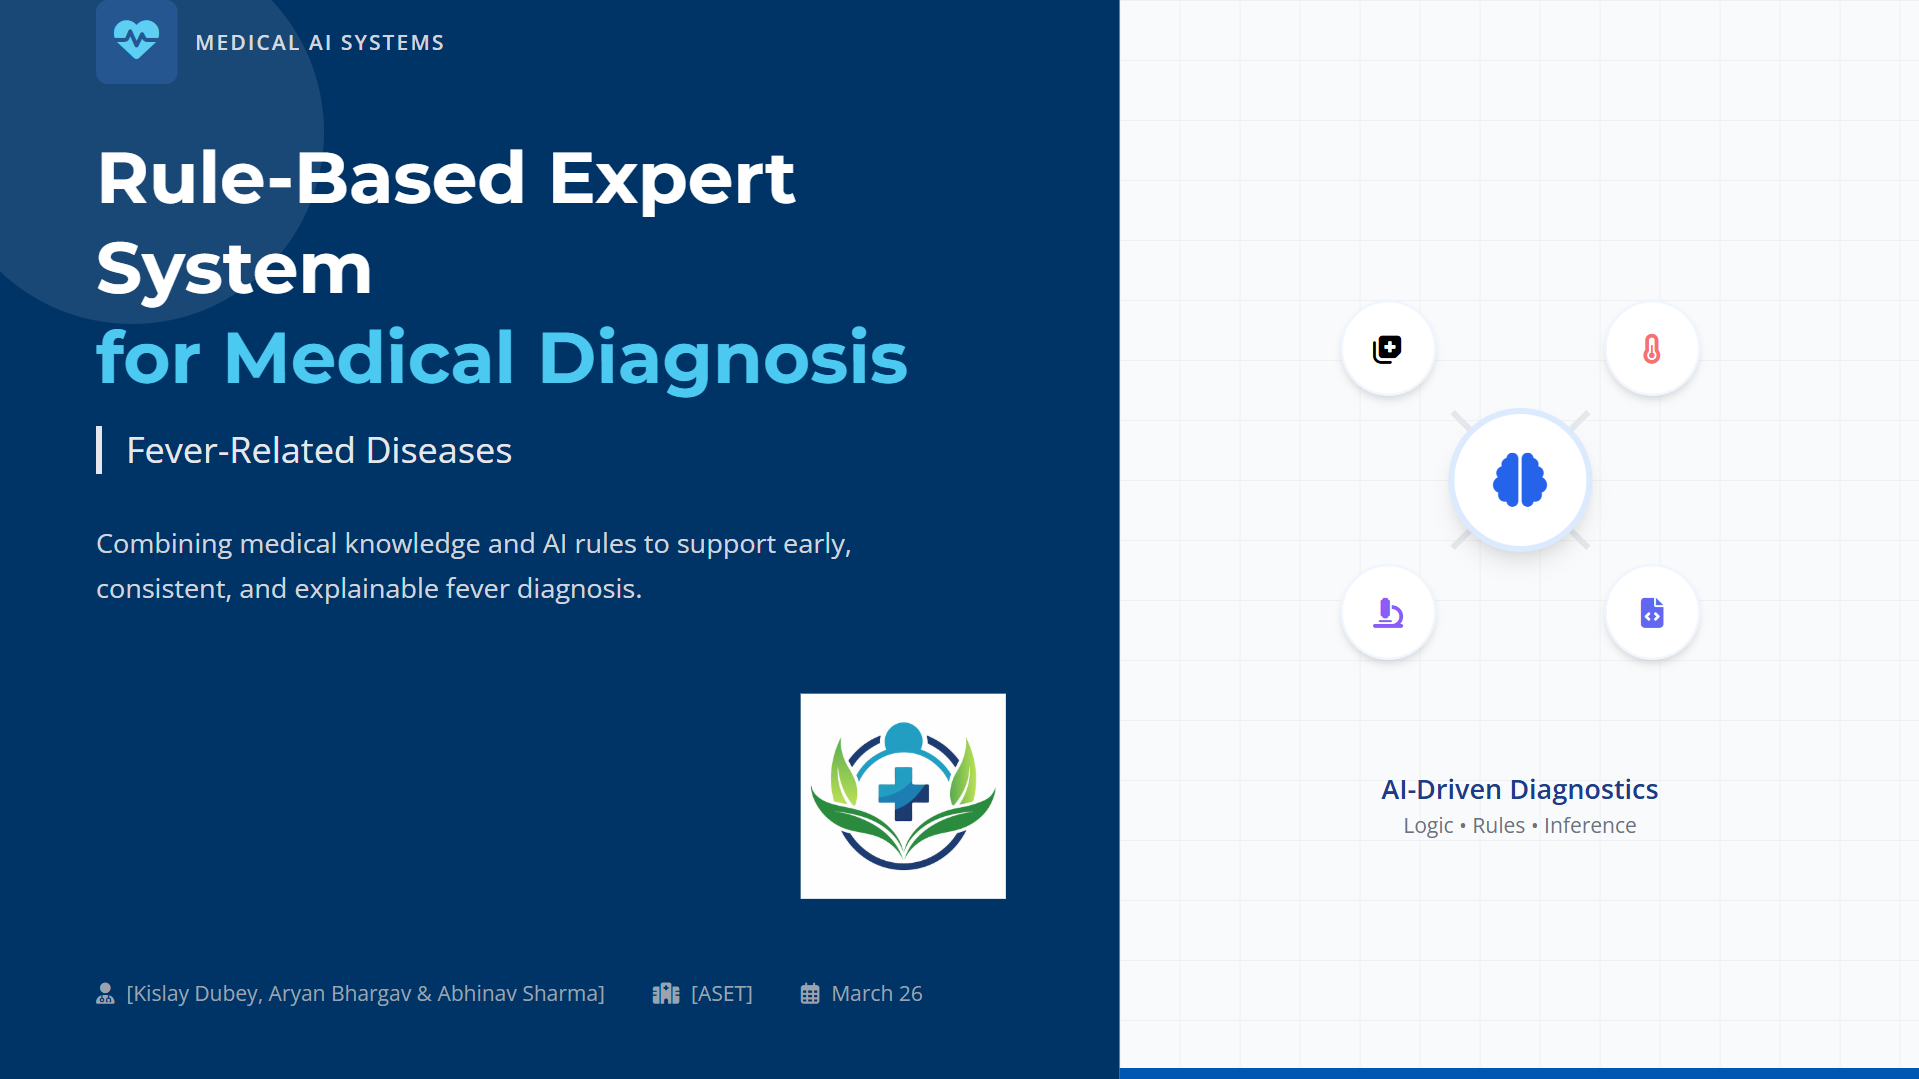 MEDICAL AI SYSTEMS
Rule-Based Expert
System
for Medical Diagnosis
Fever-Related Diseases
Combining medical knowledge and AI rules to support early,
consistent, and explainable fever diagnosis.
[Kislay Dubey, Aryan Bhargav & Abhinav Sharma]
[ASET]
March 26
AI-Driven Diagnostics
Logic • Rules • Inference